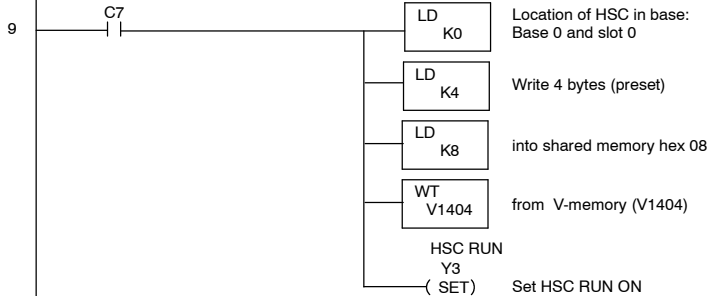 9
C7
LD
K0
Location of HSC in base:
Base 0 and slot 0
LD
K4
Write 4 bytes (preset)
LD
K8
into shared memory hex 08
WT
V1404
from V-memory (V1404)
HSC RUN
Y3
( SET)
Set HSC RUN ON